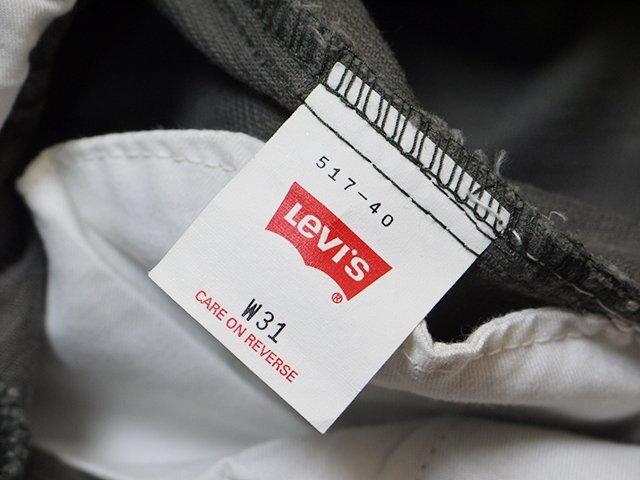 517-40
Levi's
®
W31
CARE ON REVERSE